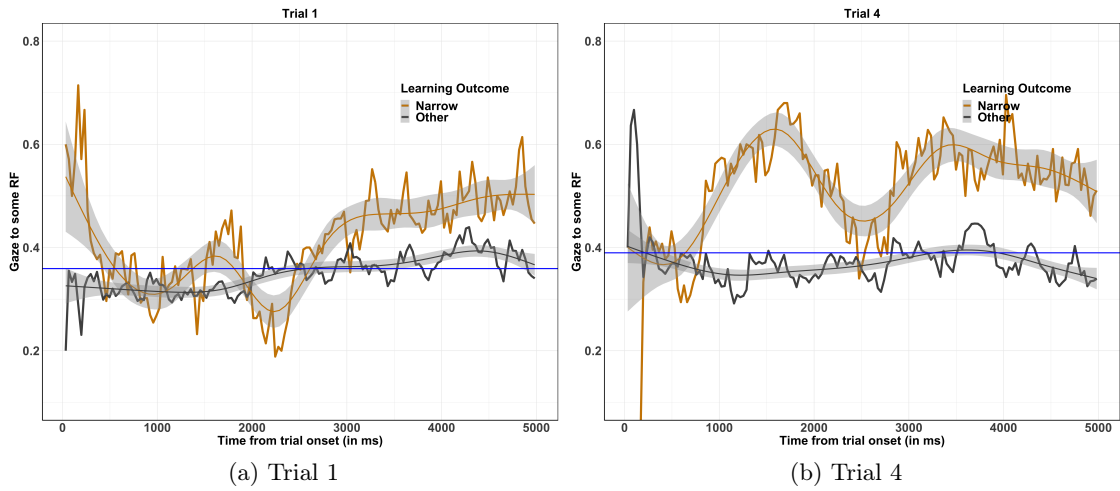 Trial 1
Gaze to some RF
0.8
0.6
0.4
0.2
Learning Outcome
Narrow
Other
0 1000 2000 3000 4000 5000
Time from trial onset (in ms)
(a) Trial 1
Trial 4
Gaze to some RF
0.8
0.6
0.4
0.2
Learning Outcome
Narrow
Other
0 1000 2000 3000 4000 5000
Time from trial onset (in ms)
(b) Trial 4